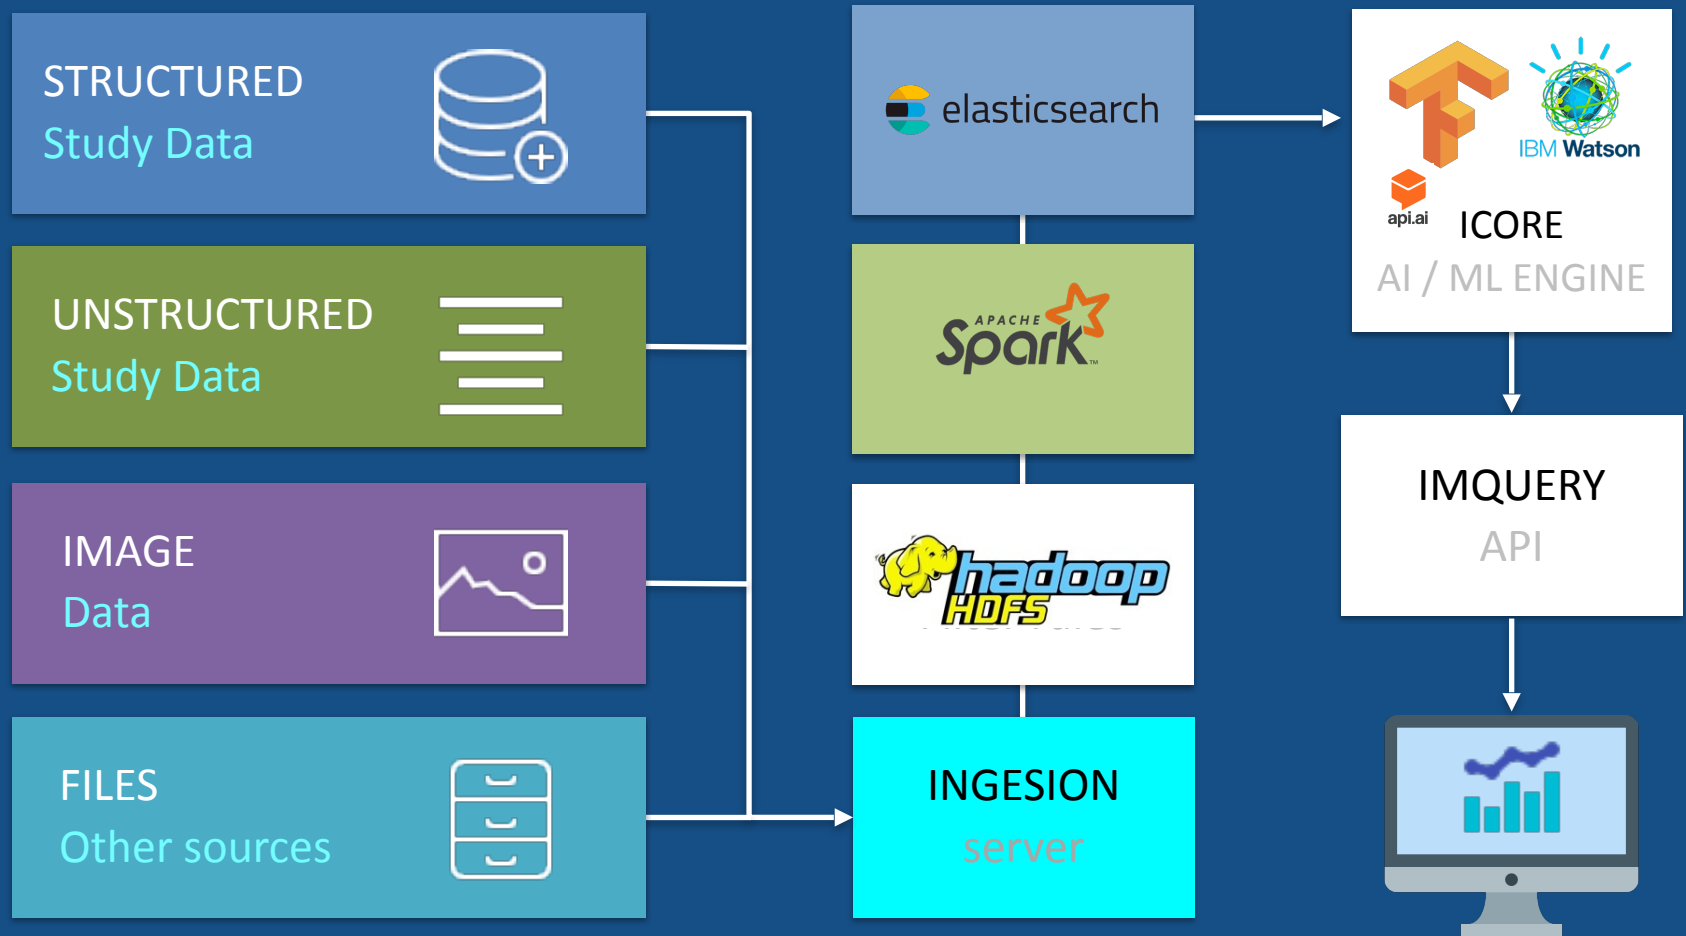 STRUCTURED
Study Data
UNSTRUCTURED
Study Data
IMAGE
Data
FILES
Other sources
elasticsearch
APACHE
Spark™
hadoop
HDFS
INGESION
server
IBM Watson
api.ai
ICORE
AI / ML ENGINE
IMQUERY
API